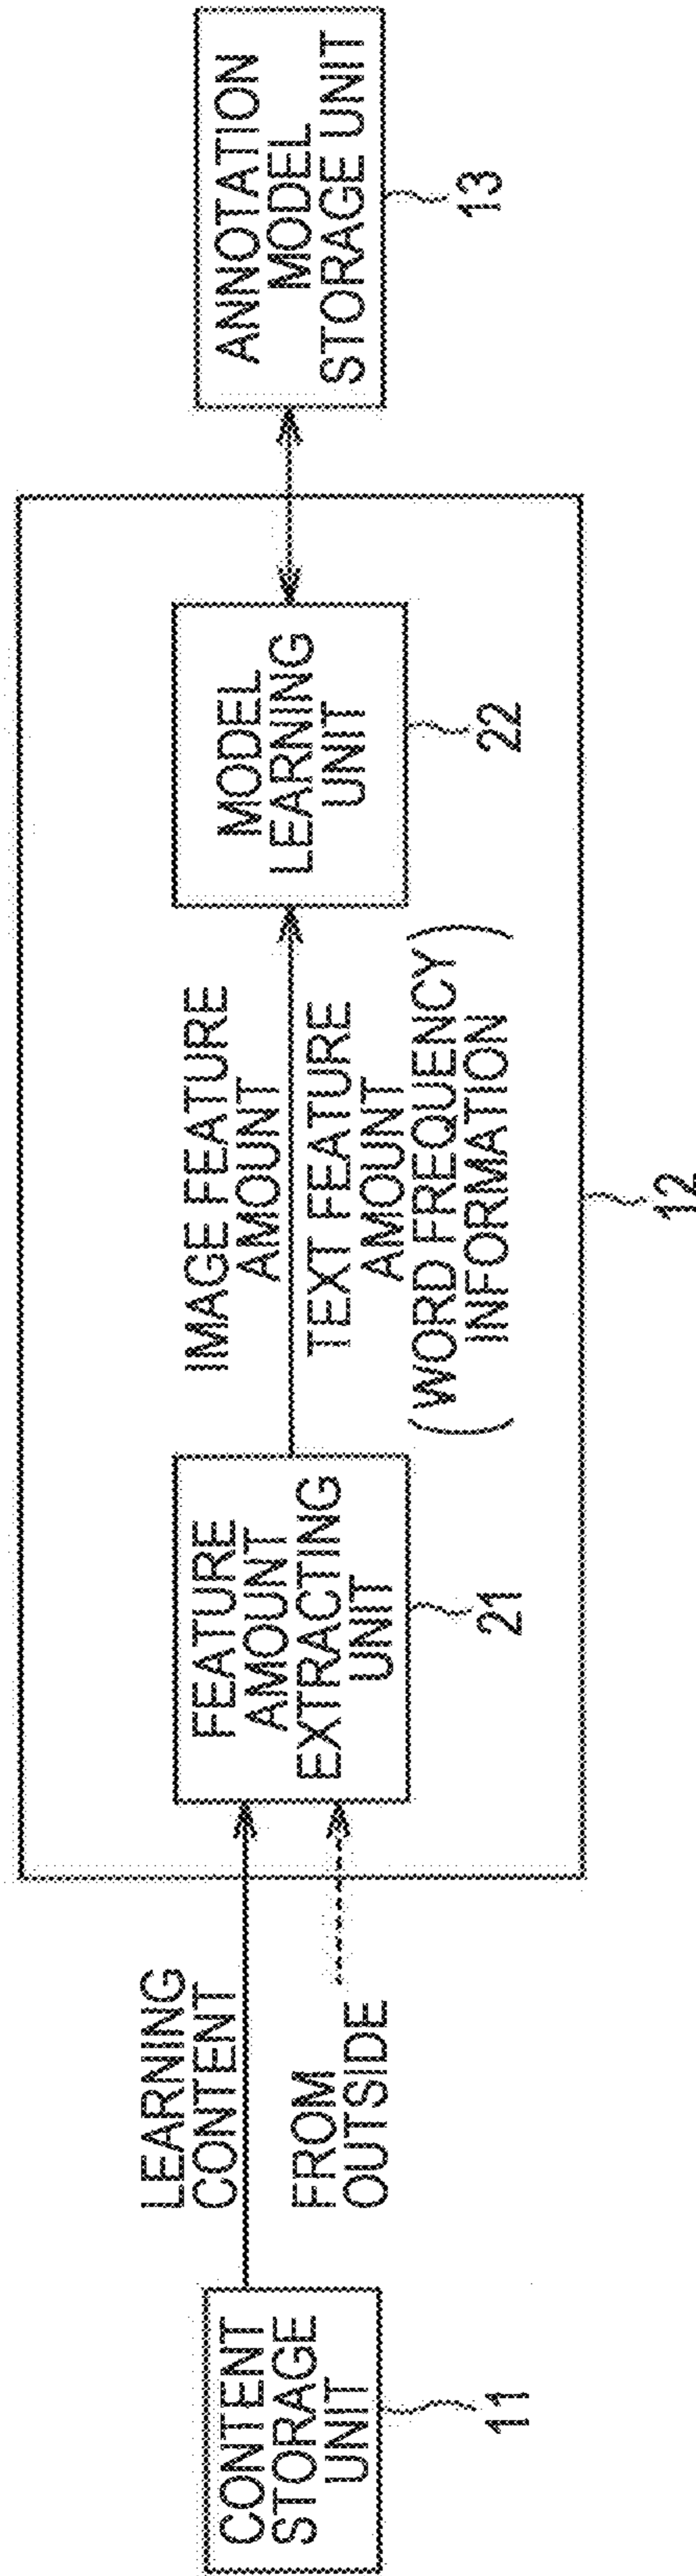 CONTENT
STORAGE
UNIT
11
LEARNING
CONTENT
FROM
OUTSIDE
FEATURE
AMOUNT
EXTRACTING
UNIT
21
IMAGE FEATURE
AMOUNT
TEXT FEATURE
AMOUNT
(WORD FREQUENCY
INFORMATION)
MODEL
LEARNING
UNIT
22
12
ANNOTATION
MODEL
STORAGE UNIT
13